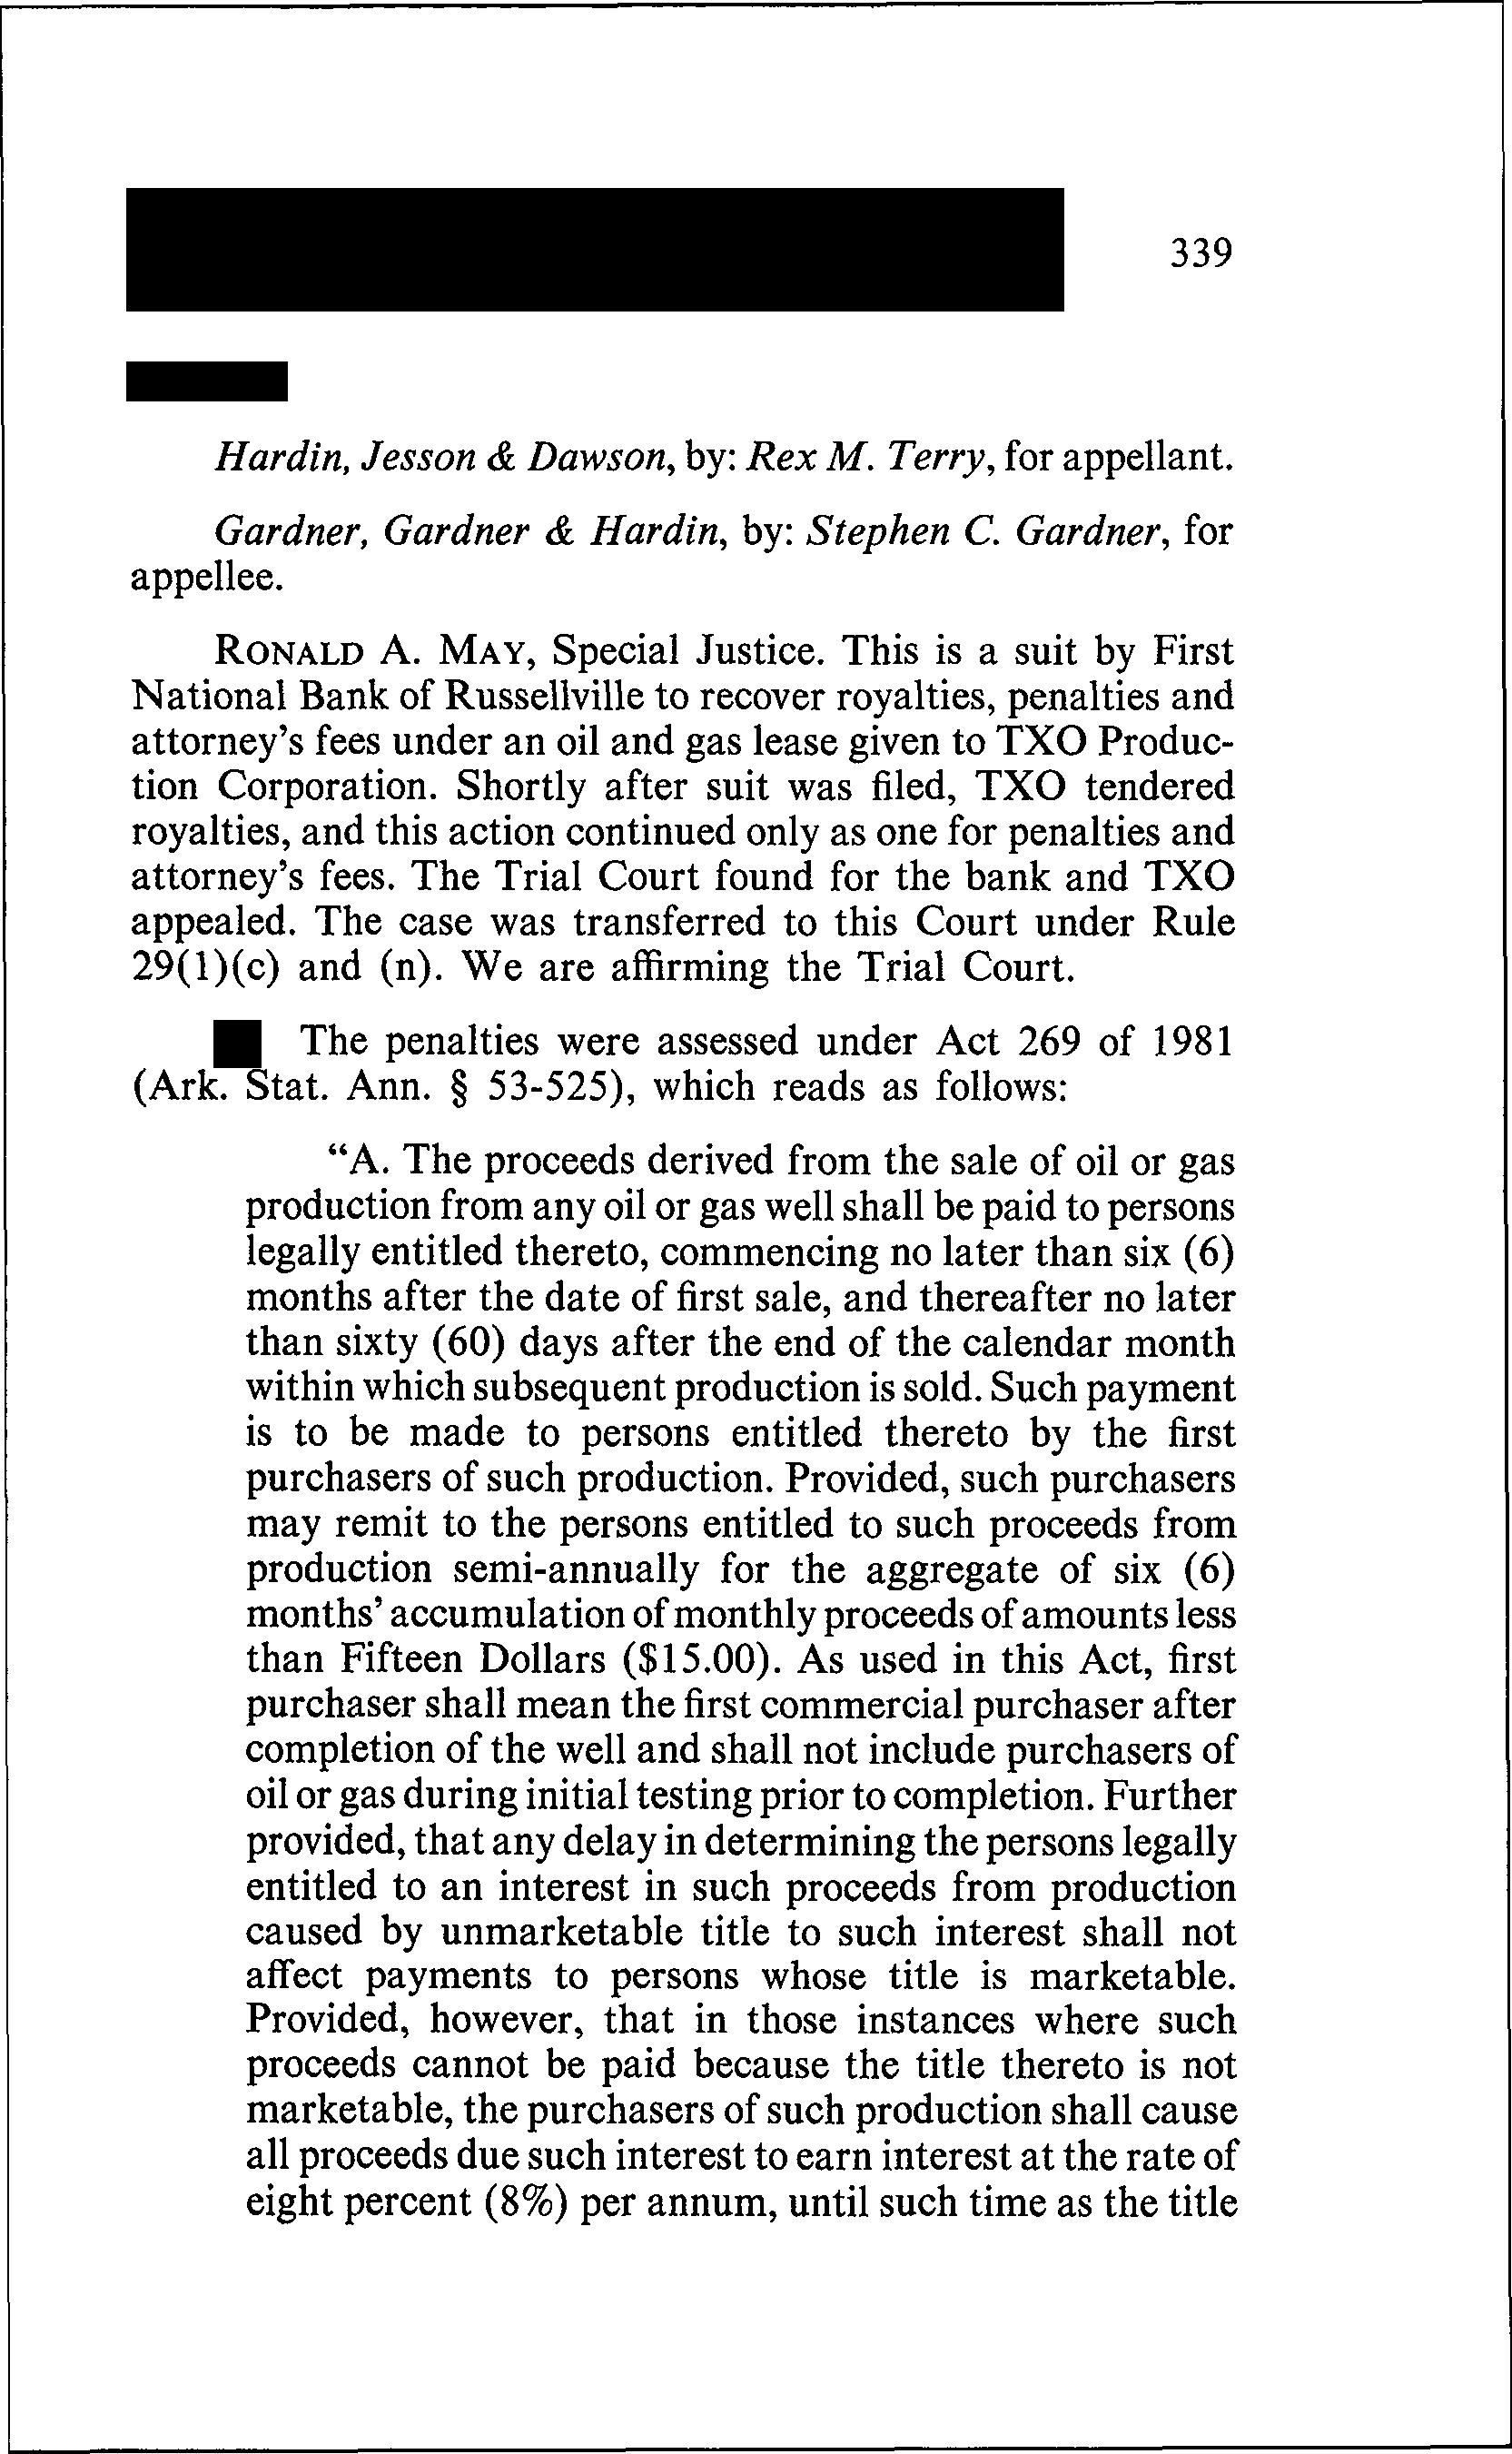 339
Hardin, Jesson & Dawson, by: Rex M. Terry, for appellant.
Gardner, Gardner & Hardin, by: Stephen C. Gardner, for
appellee.
RONALD A. MAY, Special Justice. This is a suit by First
National Bank of Russellville to recover royalties, penalties and
attorney's fees under an oil and gas lease given to TXO Produc-
tion Corporation. Shortly after suit was filed, TXO tendered
royalties, and this action continued only as one for penalties and
attorney's fees. The Trial Court found for the bank and TXO
appealed. The case was transferred to this Court under Rule
29(1)(c) and (n). We are affirming the Trial Court.
The penalties were assessed under Act 269 of 1981
(Ark. Stat. Ann. § 53-525), which reads as follows:
"A. The proceeds derived from the sale of oil or gas
production from any oil or gas well shall be paid to persons
legally entitled thereto, commencing no later than six (6)
months after the date of first sale, and thereafter no later
than sixty (60) days after the end of the calendar month
within which subsequent production is sold. Such payment
is to be made to persons entitled thereto by the first
purchasers of such production. Provided, such purchasers
may remit to the persons entitled to such proceeds from
production semi-annually for the aggregate of six (6)
months' accumulation of monthly proceeds of amounts less
than Fifteen Dollars ($15.00). As used in this Act, first
purchaser shall mean the first commercial purchaser after
completion of the well and shall not include purchasers of
oil or gas during initial testing prior to completion. Further
provided, that any delay in determining the persons legally
entitled to an interest in such proceeds from production
caused by unmarketable title to such interest shall not
affect payments to persons whose title is marketable.
Provided, however, that in those instances where such
proceeds cannot be paid because the title thereto is not
marketable, the purchasers of such production shall cause
all proceeds due such interest to earn interest at the rate of
eight percent (8%) per annum, until such time as the title